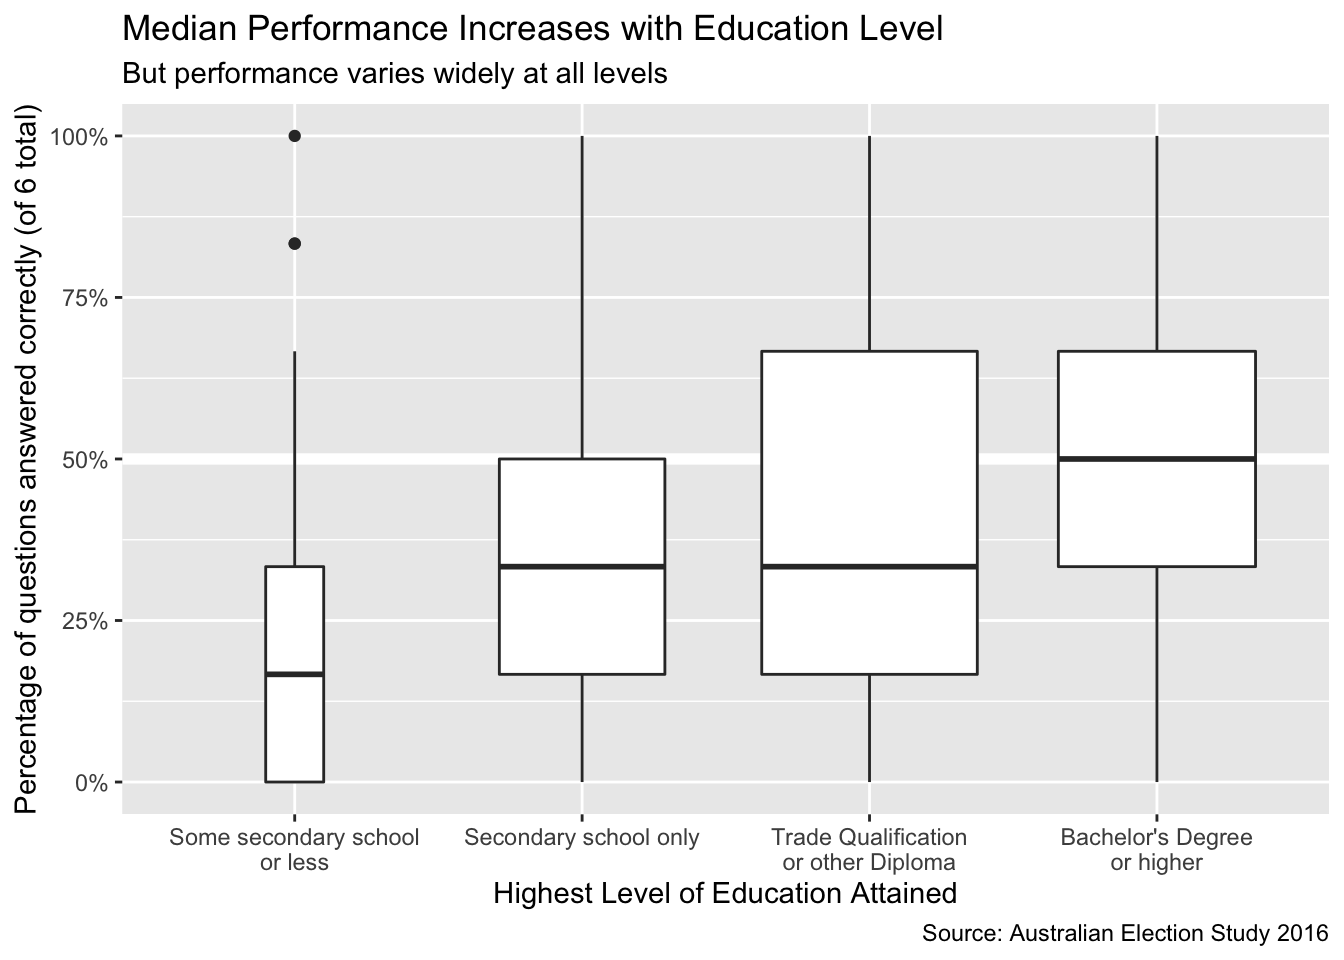 Median Performance Increases with Education Level
But performance varies widely at all levels
Percentage of questions answered correctly (of 6 total)
100%
75%
50%
25%
0%
Some secondary school
or less
Secondary school only
Trade Qualification
or other Diploma
Bachelor's Degree
or higher
Highest Level of Education Attained
Source: Australian Election Study 2016